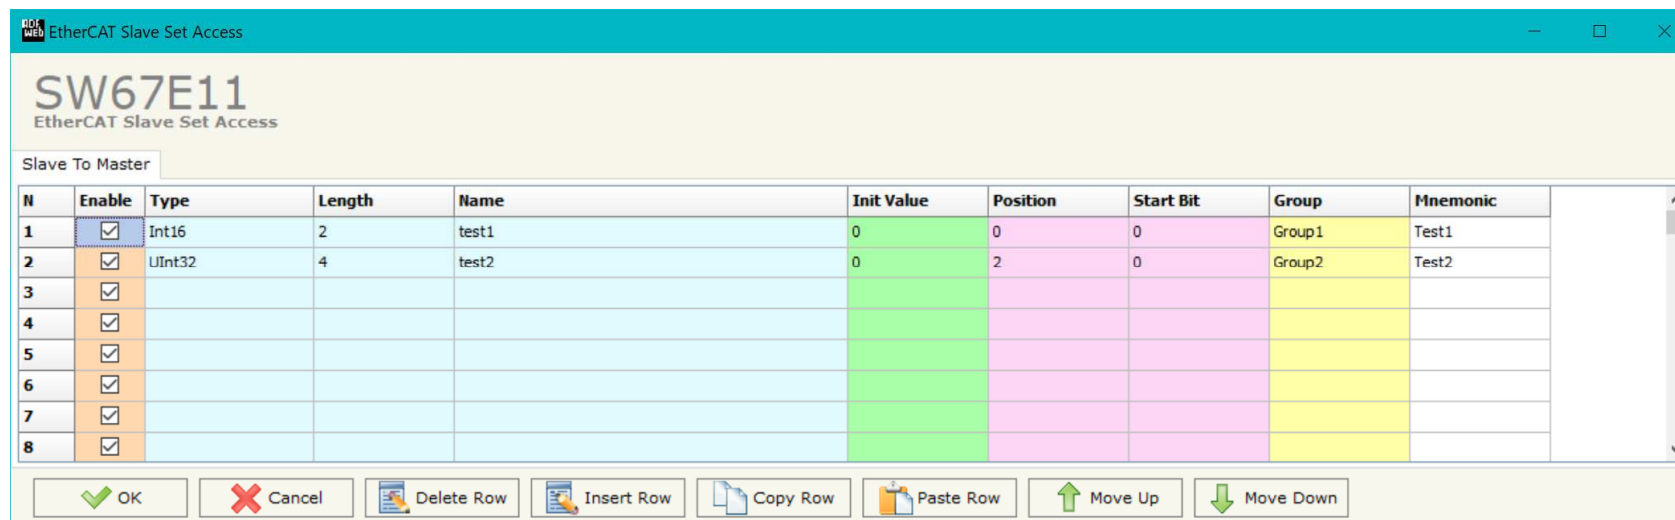 ADF
WEB EtherCAT Slave Set Access
SW67E11
EtherCAT Slave Set Access
Slave To Master
N Enable Type Length Name Init Value Position Start Bit Group Mnemonic
1 Int16 2 test1 0 0 0 Group1 Test1
2 UInt32 4 test2 0 2 0 Group2 Test2
3
4
5
6
7
8
OK Cancel Delete Row Insert Row Copy Row Paste Row Move Up Move Down